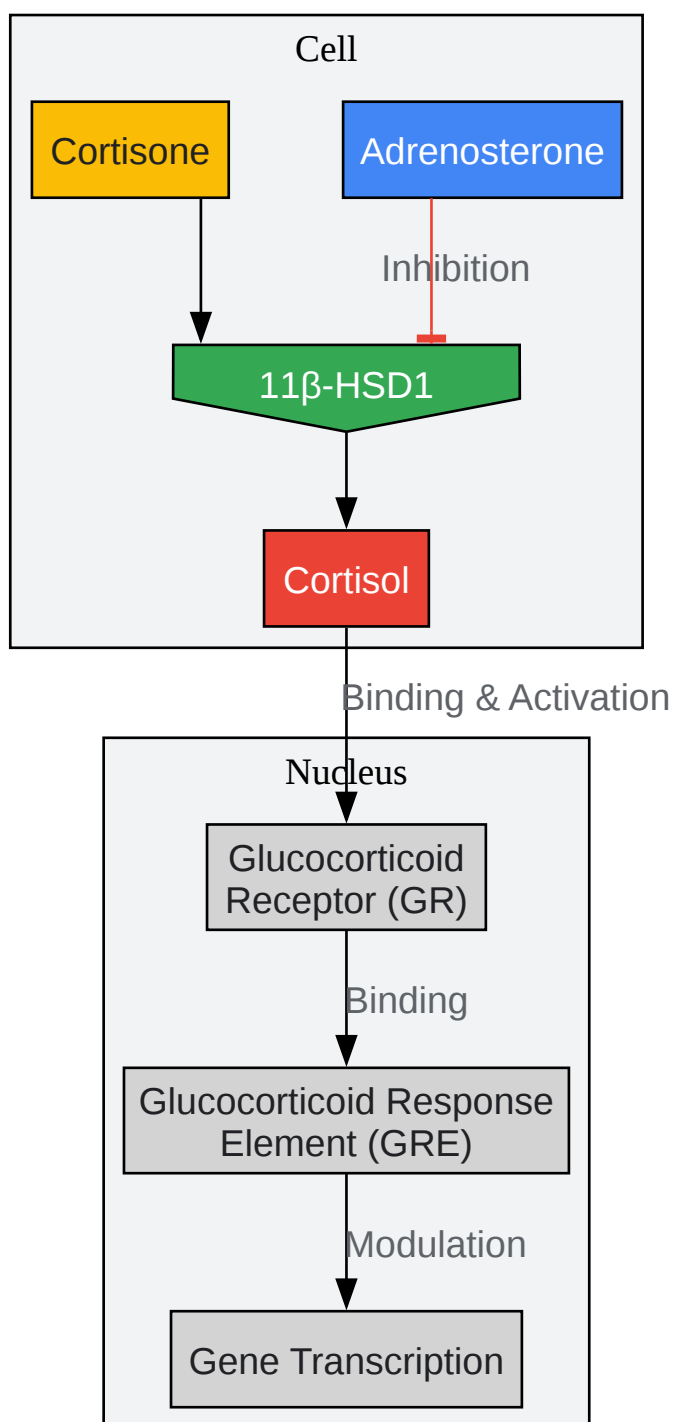 Cell
Cortisone
Adrenosterone
Inhibition
11β-HSD1
Cortisol
Binding & Activation
Nucleus
Glucocorticoid
Receptor (GR)
Binding
Glucocorticoid Response
Element (GRE)
Modulation
Gene Transcription